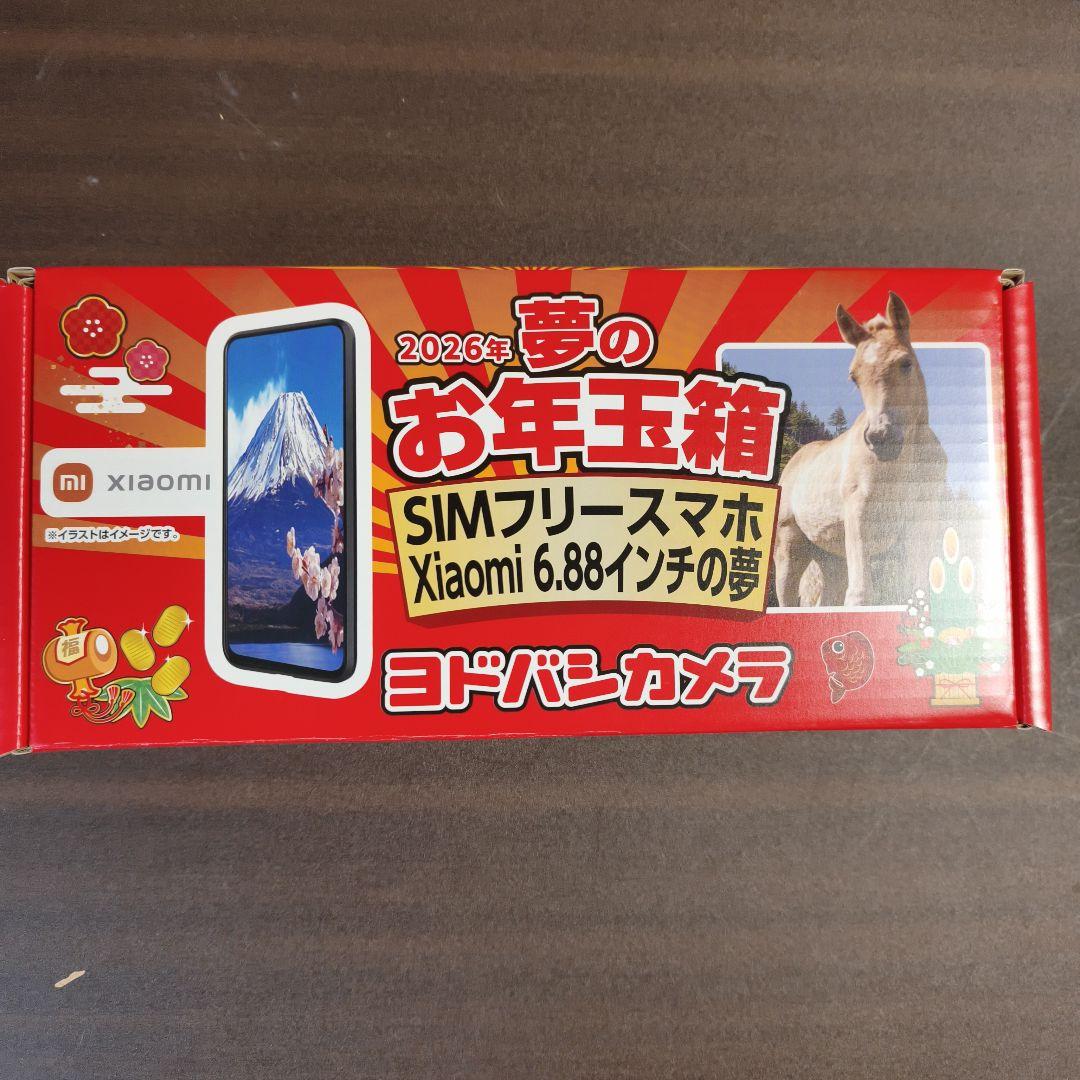 2026年 夢の
お年玉箱
SIMフリースマホ
Xiaomi 6.88インチの夢
ヨドバシカメラ
mi xiaomi
※イラストはイメージです。
福